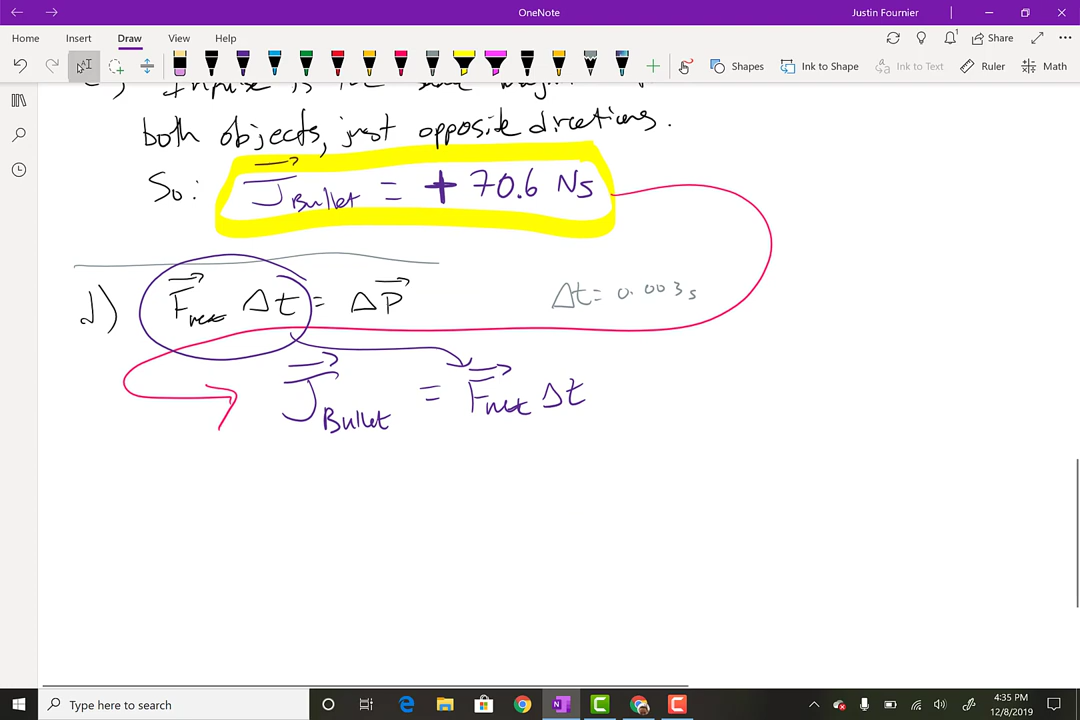 OneNote
Justin Fournier
Home Insert Draw View Help
Share
Shapes Ink to Shape Ink to Text Ruler Math
is the
both objects, just opposite directions.
So: J Bullet = + 70.6 Ns
d) F net Δt = ΔP
Δt = 0.003 s
J Bullet = F net Δt
Type here to search
4:35 PM
12/8/2019